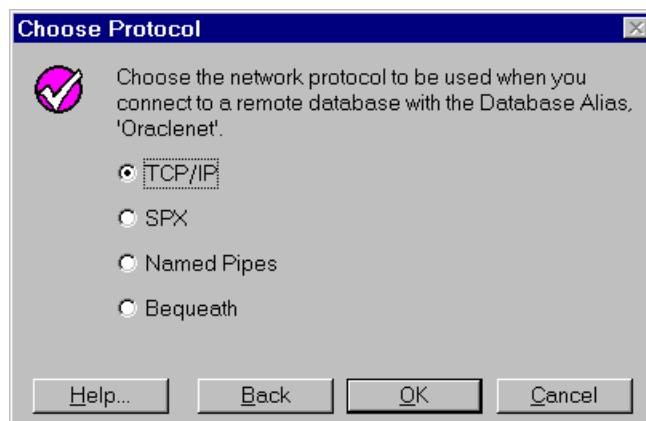 Choose Protocol
Choose the network protocol to be used when you
connect to a remote database with the Database Alias,
'Oraclenet'.
TCP/IP
SPX
Named Pipes
Bequeath
Help... Back OK Cancel